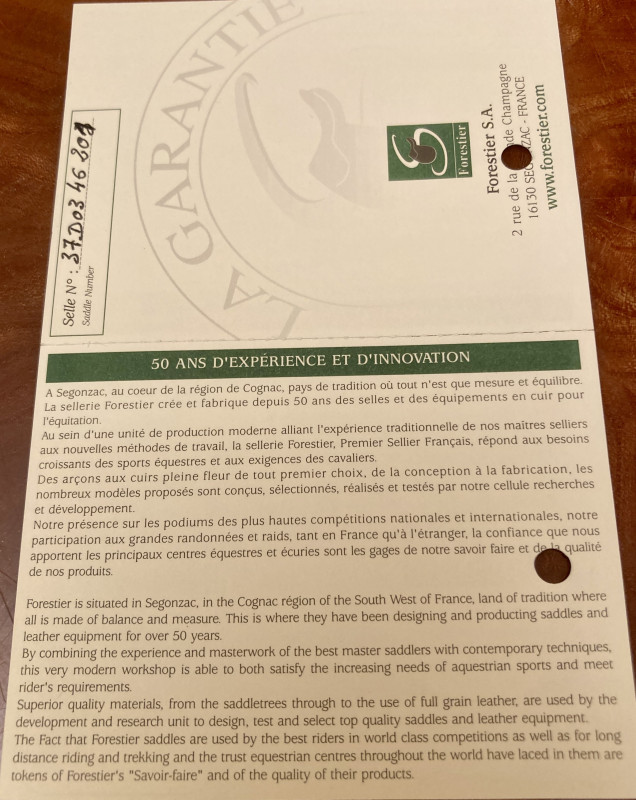 LA GARANTIE
Selle N° : 37D03 46 209
Saddle Number
Forestier
Forestier S.A.
2 rue de la de Champagne
16130 SEG ZAC - FRANCE
www.forestier.com
50 ANS D'EXPÉRIENCE ET D'INNOVATION
A Segonzac, au coeur de la région de Cognac, pays de tradition où tout n'est que mesure et équilibre.
La sellerie Forestier crée et fabrique depuis 50 ans des selles et des équipements en cuir pour
l'équitation.
Au sein d'une unité de production moderne alliant l'expérience traditionnelle de nos maîtres selliers
aux nouvelles méthodes de travail, la sellerie Forestier, Premier Sellier Français, répond aux besoins
croissants des sports équestres et aux exigences des cavaliers.
Des arçons aux cuirs pleine fleur de tout premier choix, de la conception à la fabrication, les
nombreux modèles proposés sont conçus, sélectionnés, réalisés et testés par notre cellule recherches
et développement.
Notre présence sur les podiums des plus hautes compétitions nationales et internationales, notre
participation aux grandes randonnées et raids, tant en France qu'à l'étranger, la confiance que nous
apportent les principaux centres équestres et écuries sont les gages de notre savoir faire et de la qualité
de nos produits.
Forestier is situated in Segonzac, in the Cognac région of the South West of France, land of tradition where
all is made of balance and measure. This is where they have been designing and producting saddles and
leather equipment for over 50 years.
By combining the experience and masterwork of the best master saddlers with contemporary techniques,
this very modern workshop is able to both satisfy the increasing needs of aquestrian sports and meet
rider's requirements.
Superior quality materials, from the saddletrees through to the use of full grain leather, are used by the
development and research unit to design, test and select top quality saddles and leather equipment.
The Fact that Forestier saddles are used by the best riders in world class competitions as well as for long
distance riding and trekking and the trust equestrian centres throughout the world have laced in them are
tokens of Forestier's "Savoir-faire" and of the quality of their products.